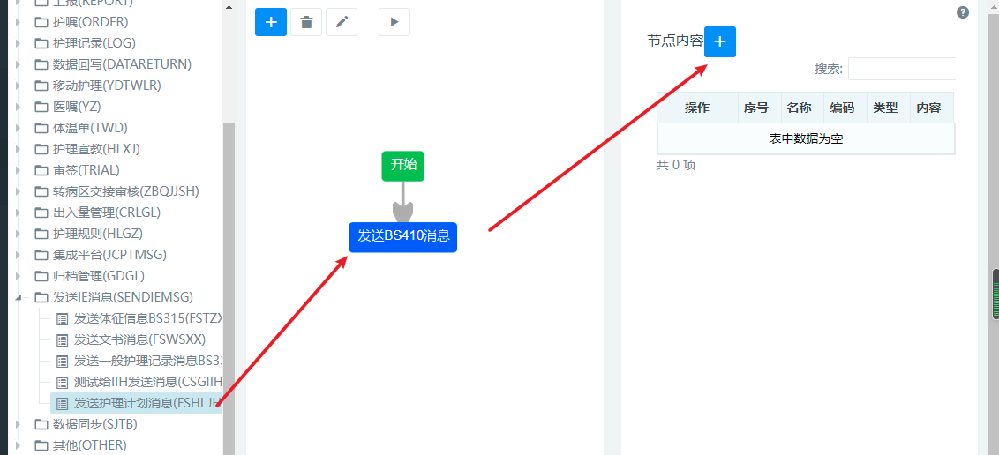 上报(REPORT)
护嘱(ORDER)
护理记录(LOG)
数据回写(DATARETURN)
移动护理(YDTWLR)
医嘱(YZ)
体温单(TWD)
护理宣教(HLXJ)
审签(TRIAL)
转病区交接审核(ZBQJJSH)
出入量管理(CRLGL)
护理规则(HLGZ)
集成平台(JCPTMSG)
归档管理(GDGL)
发送IE消息(SENDIEMSG)
发送体征信息BS315(FSTZX
发送文书消息(FSWSXX)
发送一般护理记录消息BS3
测试给IIH发送消息(CSGIIH
发送护理计划消息(FSHLJH
数据同步(SJTB)
其他(OTHER)
开始
发送BS410消息
?
节点内容 +
搜索:
操作 序号 名称 编码 类型 内容
表中数据为空
共 0 项